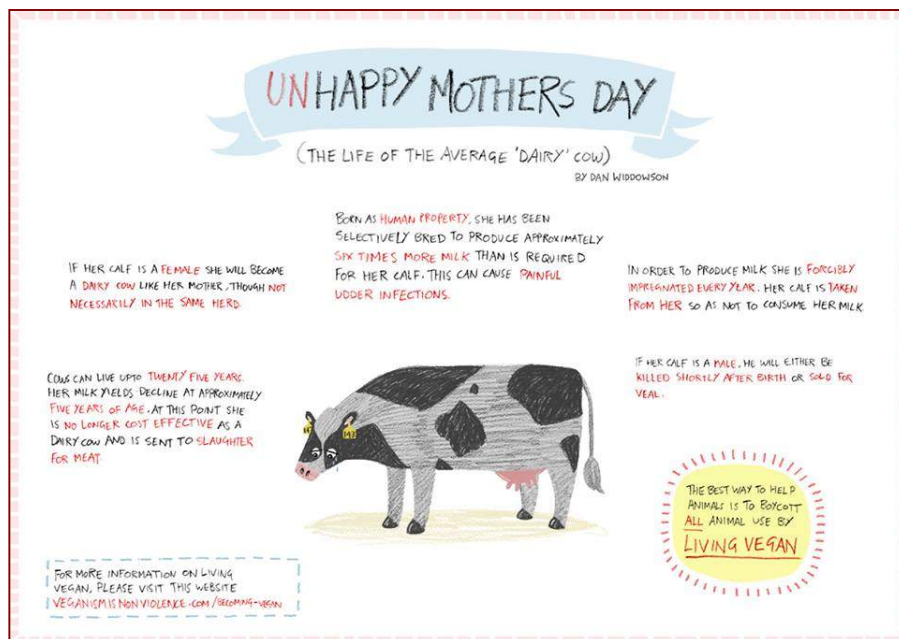 UNHAPPY MOTHERS DAY
(THE LIFE OF THE AVERAGE 'DAIRY' COW)
BY DAN WIDDOWSON
BORN AS HUMAN PROPERTY, SHE HAS BEEN
SELECTIVELY BRED TO PRODUCE APPROXIMATELY
SIX TIMES MORE MILK THAN IS REQUIRED
FOR HER CALF. THIS CAN CAUSE PAINFUL
UDDER INFECTIONS.
IN ORDER TO PRODUCE MILK SHE IS FORCIBLY
IMPREGNATED EVERY YEAR. HER CALF IS TAKEN
FROM HER SO AS NOT TO CONSUME HER MILK
IF HER CALF IS A MALE, HE WILL EITHER BE
KILLED SHORTLY AFTER BIRTH OR SOLD FOR
VEAL.
IF HER CALF IS A FEMALE SHE WILL BECOME
A DAIRY COW LIKE HER MOTHER, THOUGH NOT
NECESSARILY IN THE SAME HERD.
COWS CAN LIVE UPTO TWENTY FIVE YEARS.
HER MILK YIELDS DECLINE AT APPROXIMATELY
FIVE YEARS OF AGE. AT THIS POINT SHE
IS NO LONGER COST EFFECTIVE AS A
DAIRY COW AND IS SENT TO SLAUGHTER
FOR MEAT.
THE BEST WAY TO HELP
ANIMALS IS TO BOYCOTT
ALL ANIMAL USE BY
LIVING VEGAN
FOR MORE INFORMATION ON LIVING
VEGAN, PLEASE VISIT THIS WEBSITE
VEGANISMISNONVIOLENCE.COM/BECOMING-VEGAN